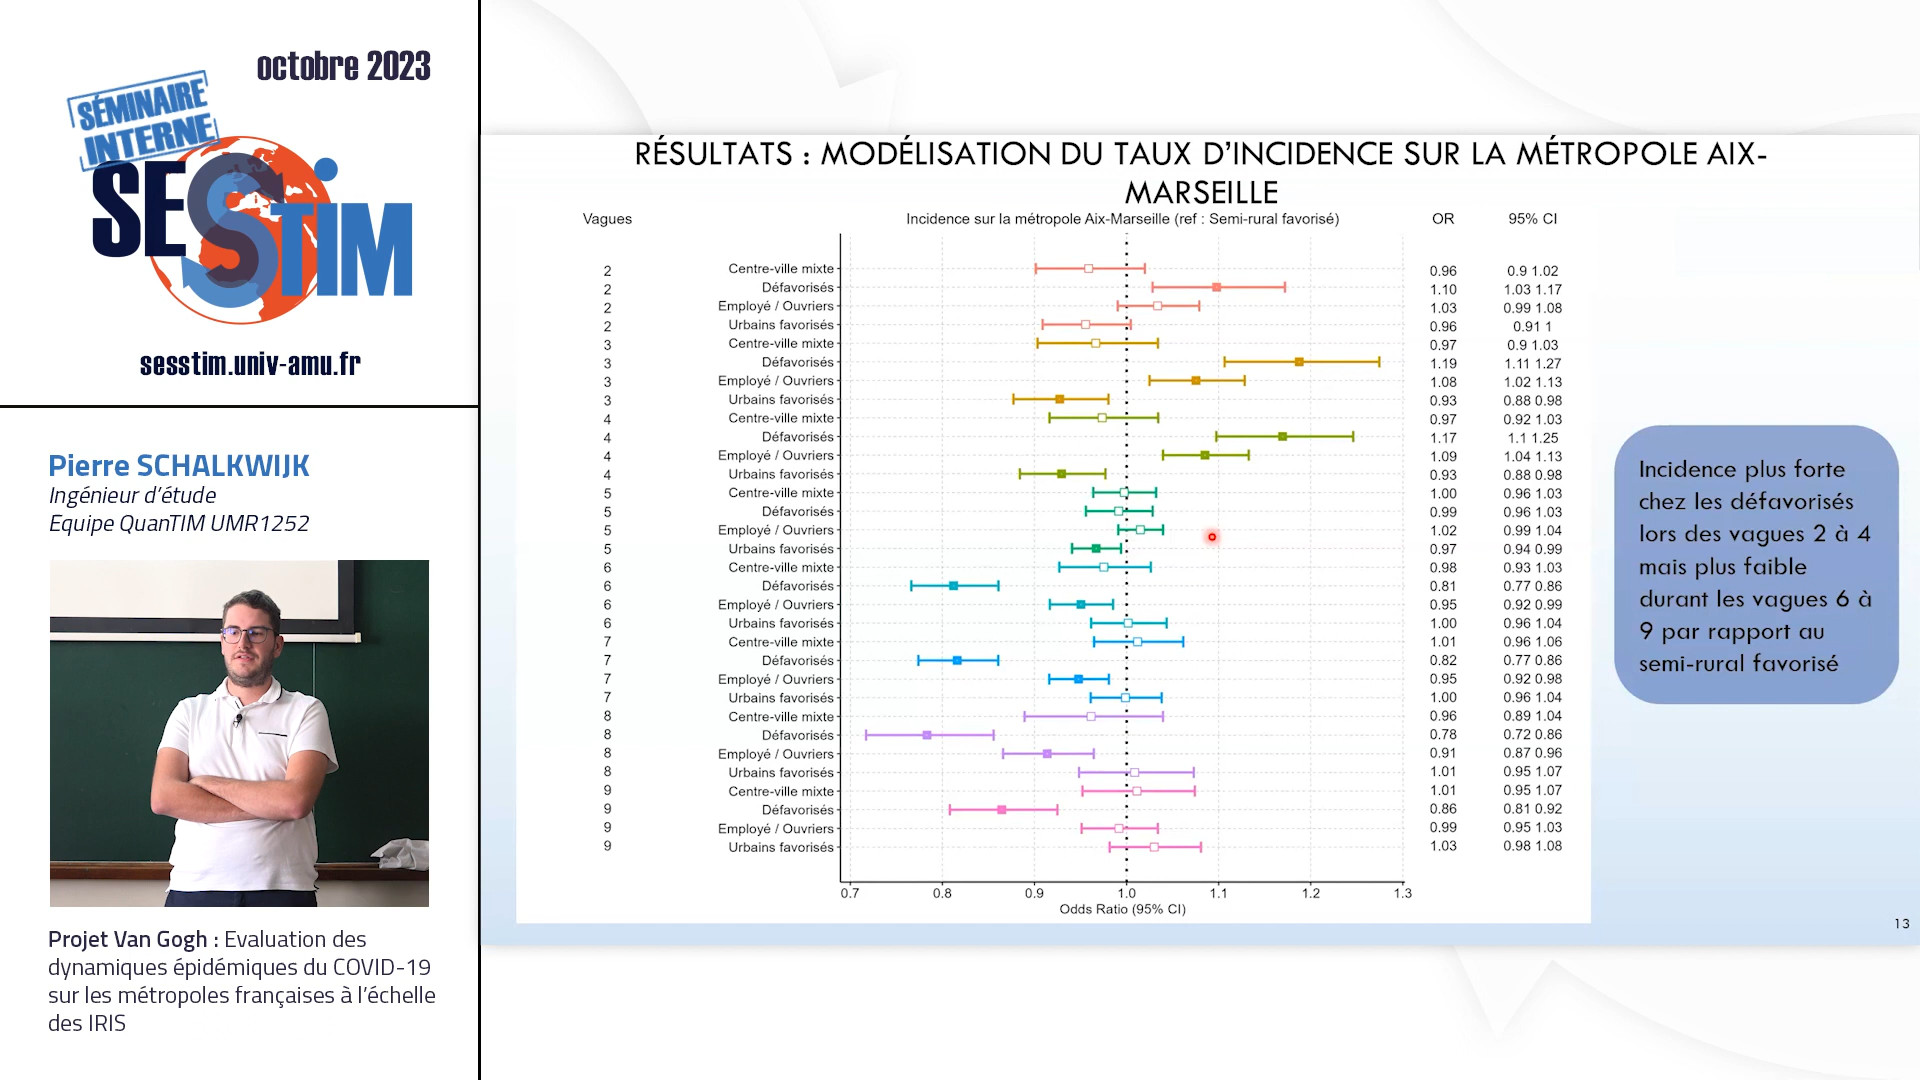 octobre 2023
SÉMINAIRE
INTERNE
SESSTIM
sesstim.univ-amu.fr
Pierre SCHALKWIJK
Ingénieur d'étude
Equipe QuanTIM UMR1252
Projet Van Gogh : Evaluation des
dynamiques épidémiques du COVID-19
sur les métropoles françaises à l'échelle
des IRIS
RÉSULTATS : MODÉLISATION DU TAUX D'INCIDENCE SUR LA MÉTROPOLE AIX-
MARSEILLE
Vagues Incidence sur la métropole Aix-Marseille (ref : Semi-rural favorisé) OR 95% CI
2 Centre-ville mixte 0.96 0.9 1.02
2 Défavorisés 1.10 1.03 1.17
2 Employé / Ouvriers 1.03 0.99 1.08
2 Urbains favorisés 0.96 0.91 1
3 Centre-ville mixte 0.97 0.9 1.03
3 Défavorisés 1.19 1.11 1.27
3 Employé / Ouvriers 1.08 1.02 1.13
3 Urbains favorisés 0.93 0.88 0.98
4 Centre-ville mixte 0.97 0.92 1.03
4 Défavorisés 1.17 1.1 1.25
4 Employé / Ouvriers 1.09 1.04 1.13
4 Urbains favorisés 0.93 0.88 0.98
5 Centre-ville mixte 1.00 0.96 1.03
5 Défavorisés 0.99 0.96 1.03
5 Employé / Ouvriers 1.02 0.99 1.04
5 Urbains favorisés 0.97 0.94 0.99
6 Centre-ville mixte 0.98 0.93 1.03
6 Défavorisés 0.81 0.77 0.86
6 Employé / Ouvriers 0.95 0.92 0.99
6 Urbains favorisés 1.00 0.96 1.04
7 Centre-ville mixte 1.01 0.96 1.06
7 Défavorisés 0.82 0.77 0.86
7 Employé / Ouvriers 0.95 0.92 0.98
7 Urbains favorisés 1.00 0.96 1.04
8 Centre-ville mixte 0.96 0.89 1.04
8 Défavorisés 0.78 0.72 0.86
8 Employé / Ouvriers 0.91 0.87 0.96
8 Urbains favorisés 1.01 0.95 1.07
9 Centre-ville mixte 1.01 0.95 1.07
9 Défavorisés 0.86 0.81 0.92
9 Employé / Ouvriers 0.99 0.95 1.03
9 Urbains favorisés 1.03 0.98 1.08
0.7 0.8 0.9 1.0 1.1 1.2 1.3
Odds Ratio (95% CI)
Incidence plus forte
chez les défavorisés
lors des vagues 2 à 4
mais plus faible
durant les vagues 6 à
9 par rapport au
semi-rural favorisé
13